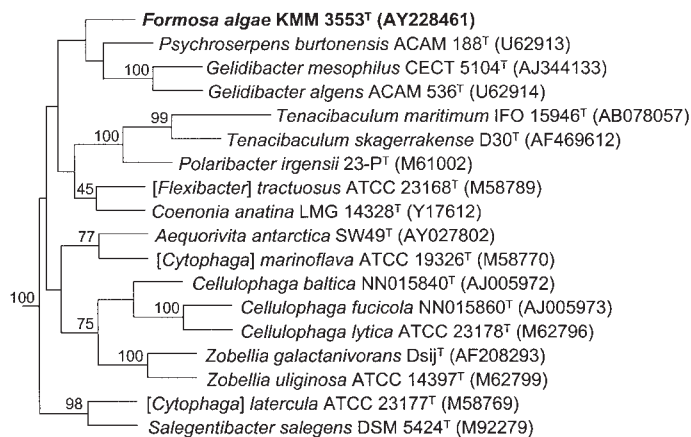 Formosa algae KMM 3553ᵀ (AY228461)
Psychroserpens burtonensis ACAM 188ᵀ (U62913)
100 Gelidibacter mesophilus CECT 5104ᵀ (AJ344133)
Gelidibacter algens ACAM 536ᵀ (U62914)
99 Tenacibaculum maritimum IFO 15946ᵀ (AB078057)
100 Tenacibaculum skagerrakense D30ᵀ (AF469612)
Polaribacter irgensii 23-Pᵀ (M61002)
45 [Flexibacter] tractuosus ATCC 23168ᵀ (M58789)
Coenonia anatina LMG 14328ᵀ (Y17612)
77 Aequorivita antarctica SW49ᵀ (AY027802)
[Cytophaga] marinoflava ATCC 19326ᵀ (M58770)
Cellulophaga baltica NN015840ᵀ (AJ005972)
100 100 Cellulophaga fucicola NN015860ᵀ (AJ005973)
75 Cellulophaga lytica ATCC 23178ᵀ (M62796)
100 Zobellia galactanivorans Dsijᵀ (AF208293)
Zobellia uliginosa ATCC 14397ᵀ (M62799)
98 [Cytophaga] latercula ATCC 23177ᵀ (M58769)
Salegentibacter salegens DSM 5424ᵀ (M92279)